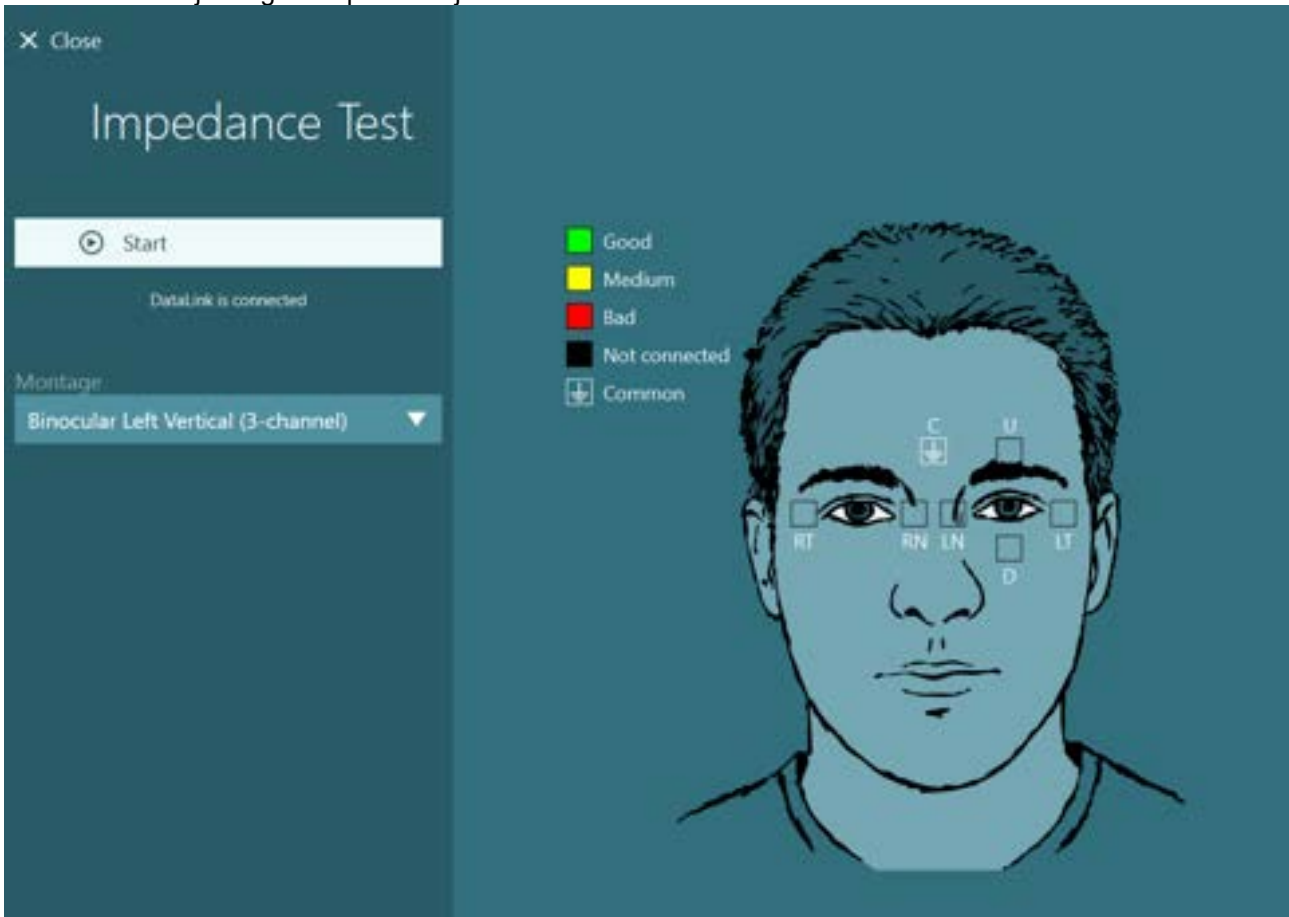 Close
Impedance Test
Start
DataLink is connected
Montage
Binocular Left Vertical (3-channel)
Good
Medium
Bad
Not connected
Common
C U
RT RN LN LT
D